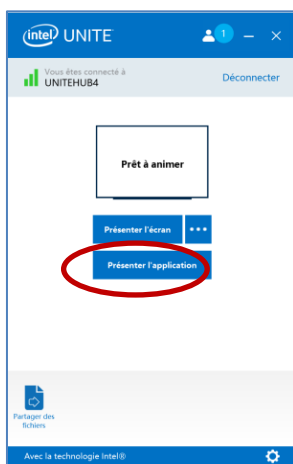 intel UNITE
1
Vous êtes connecté à
UNITEHUB4
Déconnecter
Prêt à animer
Présenter l'écran
Présenter l'application
Partager des
fichiers
Avec la technologie Intel®